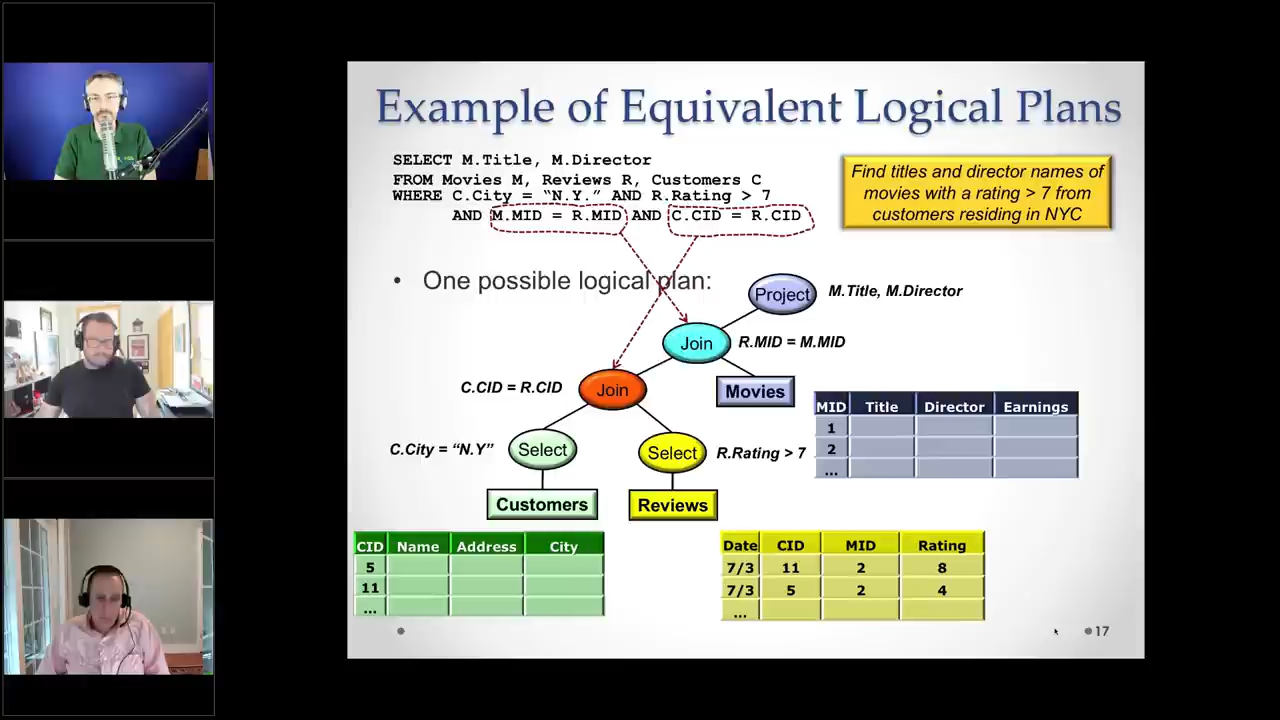 Example of Equivalent Logical Plans
SELECT M.Title, M.Director
FROM Movies M, Reviews R, Customers C
WHERE C.City = “N.Y.” AND R.Rating > 7
AND M.MID = R.MID AND C.CID = R.CID
Find titles and director names of
movies with a rating > 7 from
customers residing in NYC
• One possible logical plan:
Project M.Title, M.Director
Join R.MID = M.MID
C.CID = R.CID Join Movies
C.City = “N.Y” Select Select R.Rating > 7
Customers Reviews
MID Title Director Earnings
1
2
...
CID Name Address City
5
11
...
Date CID MID Rating
7/3 11 2 8
7/3 5 2 4
...
17